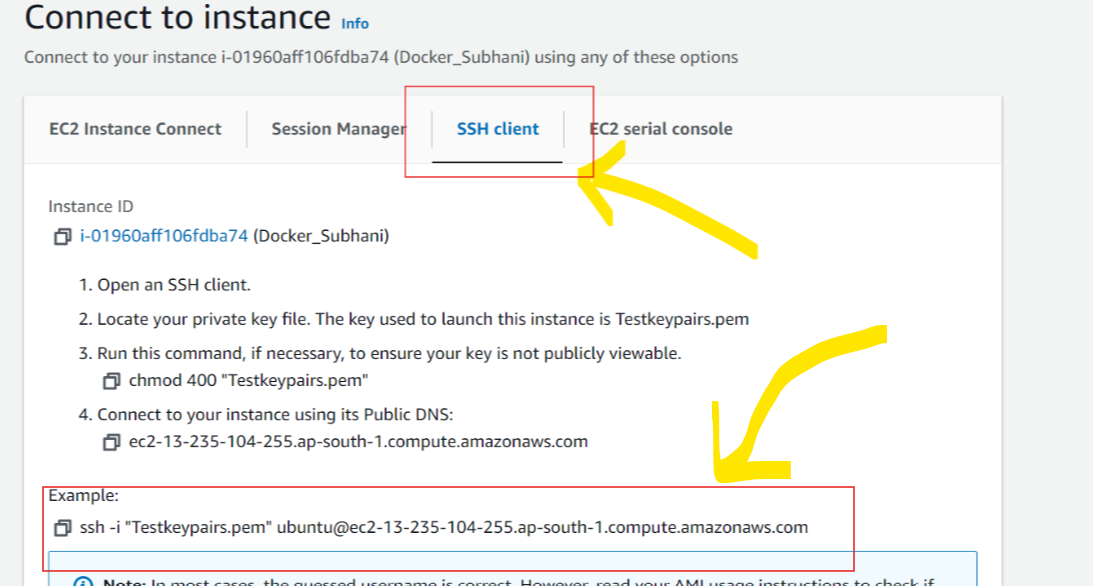 Connect to instance Info
Connect to your instance i-01960aff106fdba74 (Docker_Subhani) using any of these options
EC2 Instance Connect Session Manager SSH client EC2 serial console
Instance ID
i-01960aff106fdba74 (Docker_Subhani)
1. Open an SSH client.
2. Locate your private key file. The key used to launch this instance is Testkeypairs.pem
3. Run this command, if necessary, to ensure your key is not publicly viewable.
chmod 400 "Testkeypairs.pem"
4. Connect to your instance using its Public DNS:
ec2-13-235-104-255.ap-south-1.compute.amazonaws.com
Example:
ssh -i "Testkeypairs.pem" ubuntu@ec2-13-235-104-255.ap-south-1.compute.amazonaws.com
Note: In most cases, the guessed username is correct. However, read your AMI usage instructions to check if